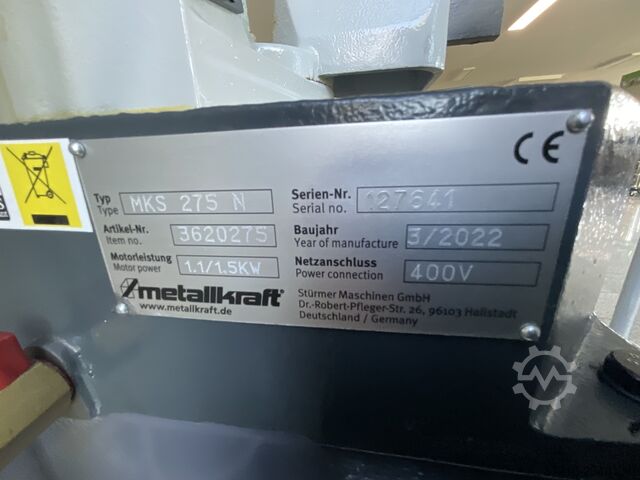 CE
Typ MKS 275 N Serien-Nr. 127641
Type Serial no.
Artikel-Nr. 3620275 Baujahr 3/2022
Item no. Year of manufacture
Motorleistung 1.1/1.5KW Netzanschluss 400V
Motor power Power connection
metallkraft®
www.metallkraft.de
Stürmer Maschinen GmbH
Dr.-Robert-Pfleger-Str. 26, 96103 Hallstadt
Deutschland / Germany